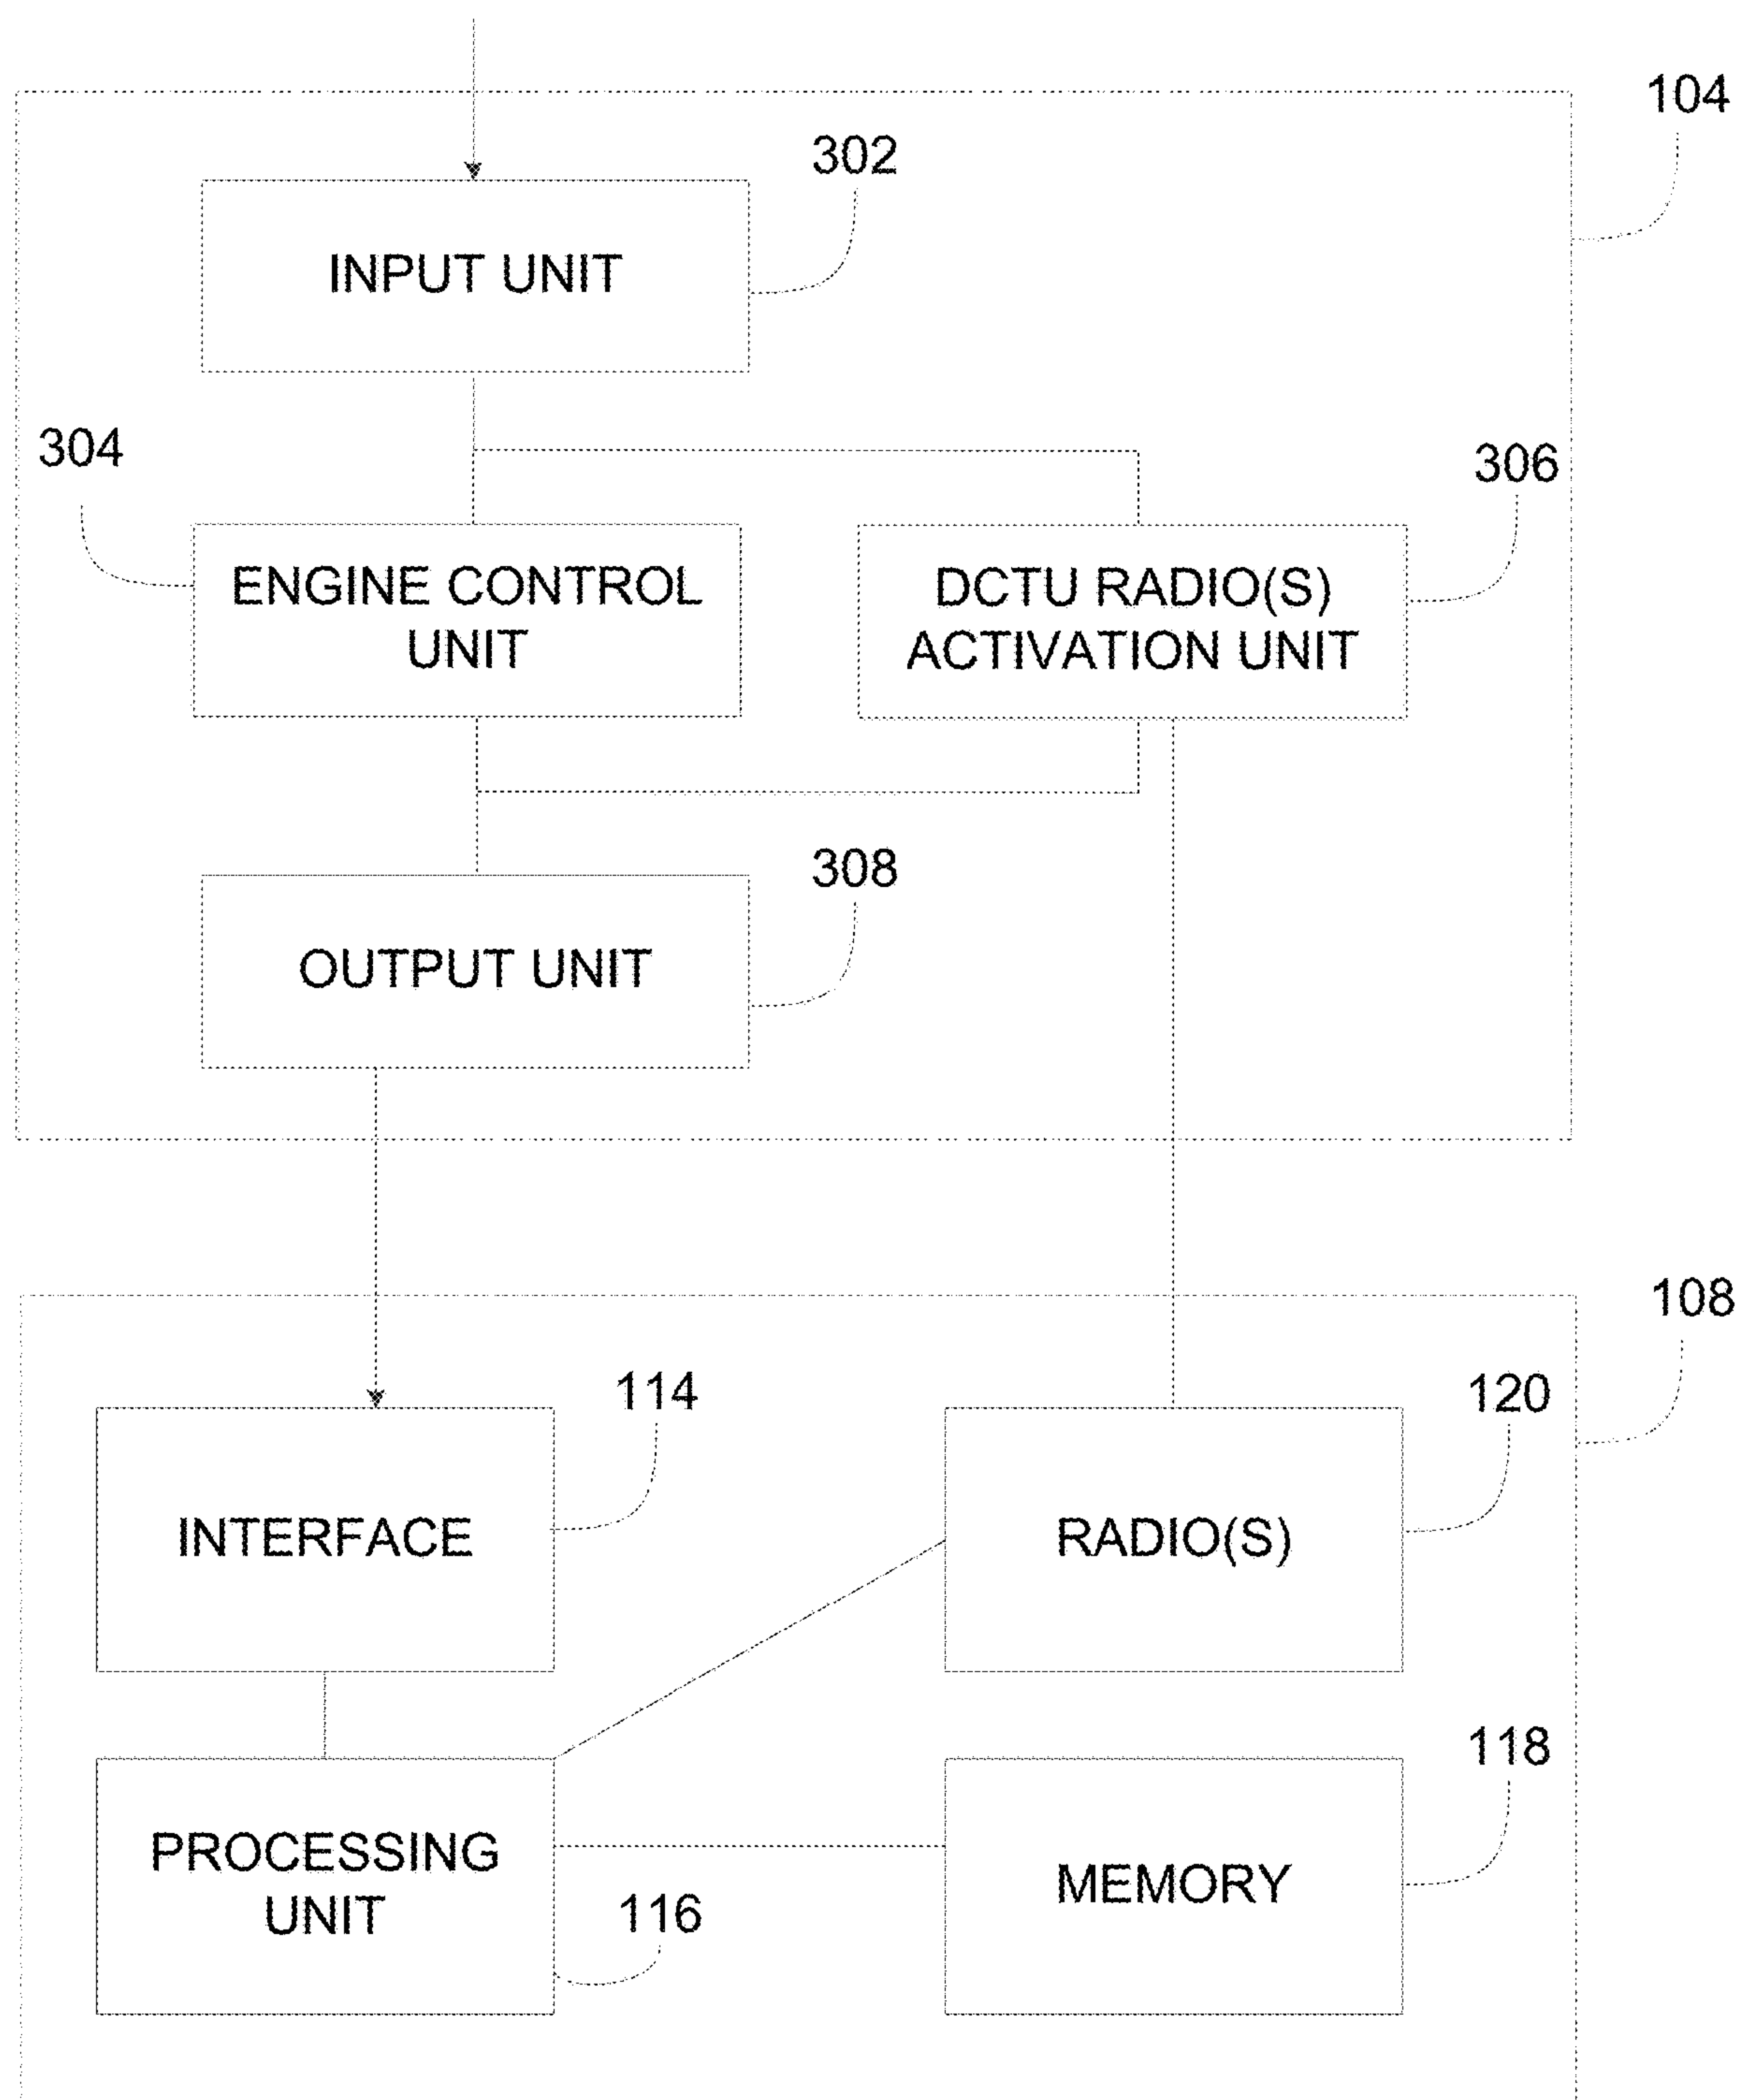 104
302
INPUT UNIT
304
306
ENGINE CONTROL
UNIT
DCTU RADIO(S)
ACTIVATION UNIT
308
OUTPUT UNIT
108
114
120
INTERFACE
RADIO(S)
118
PROCESSING
UNIT
MEMORY
116